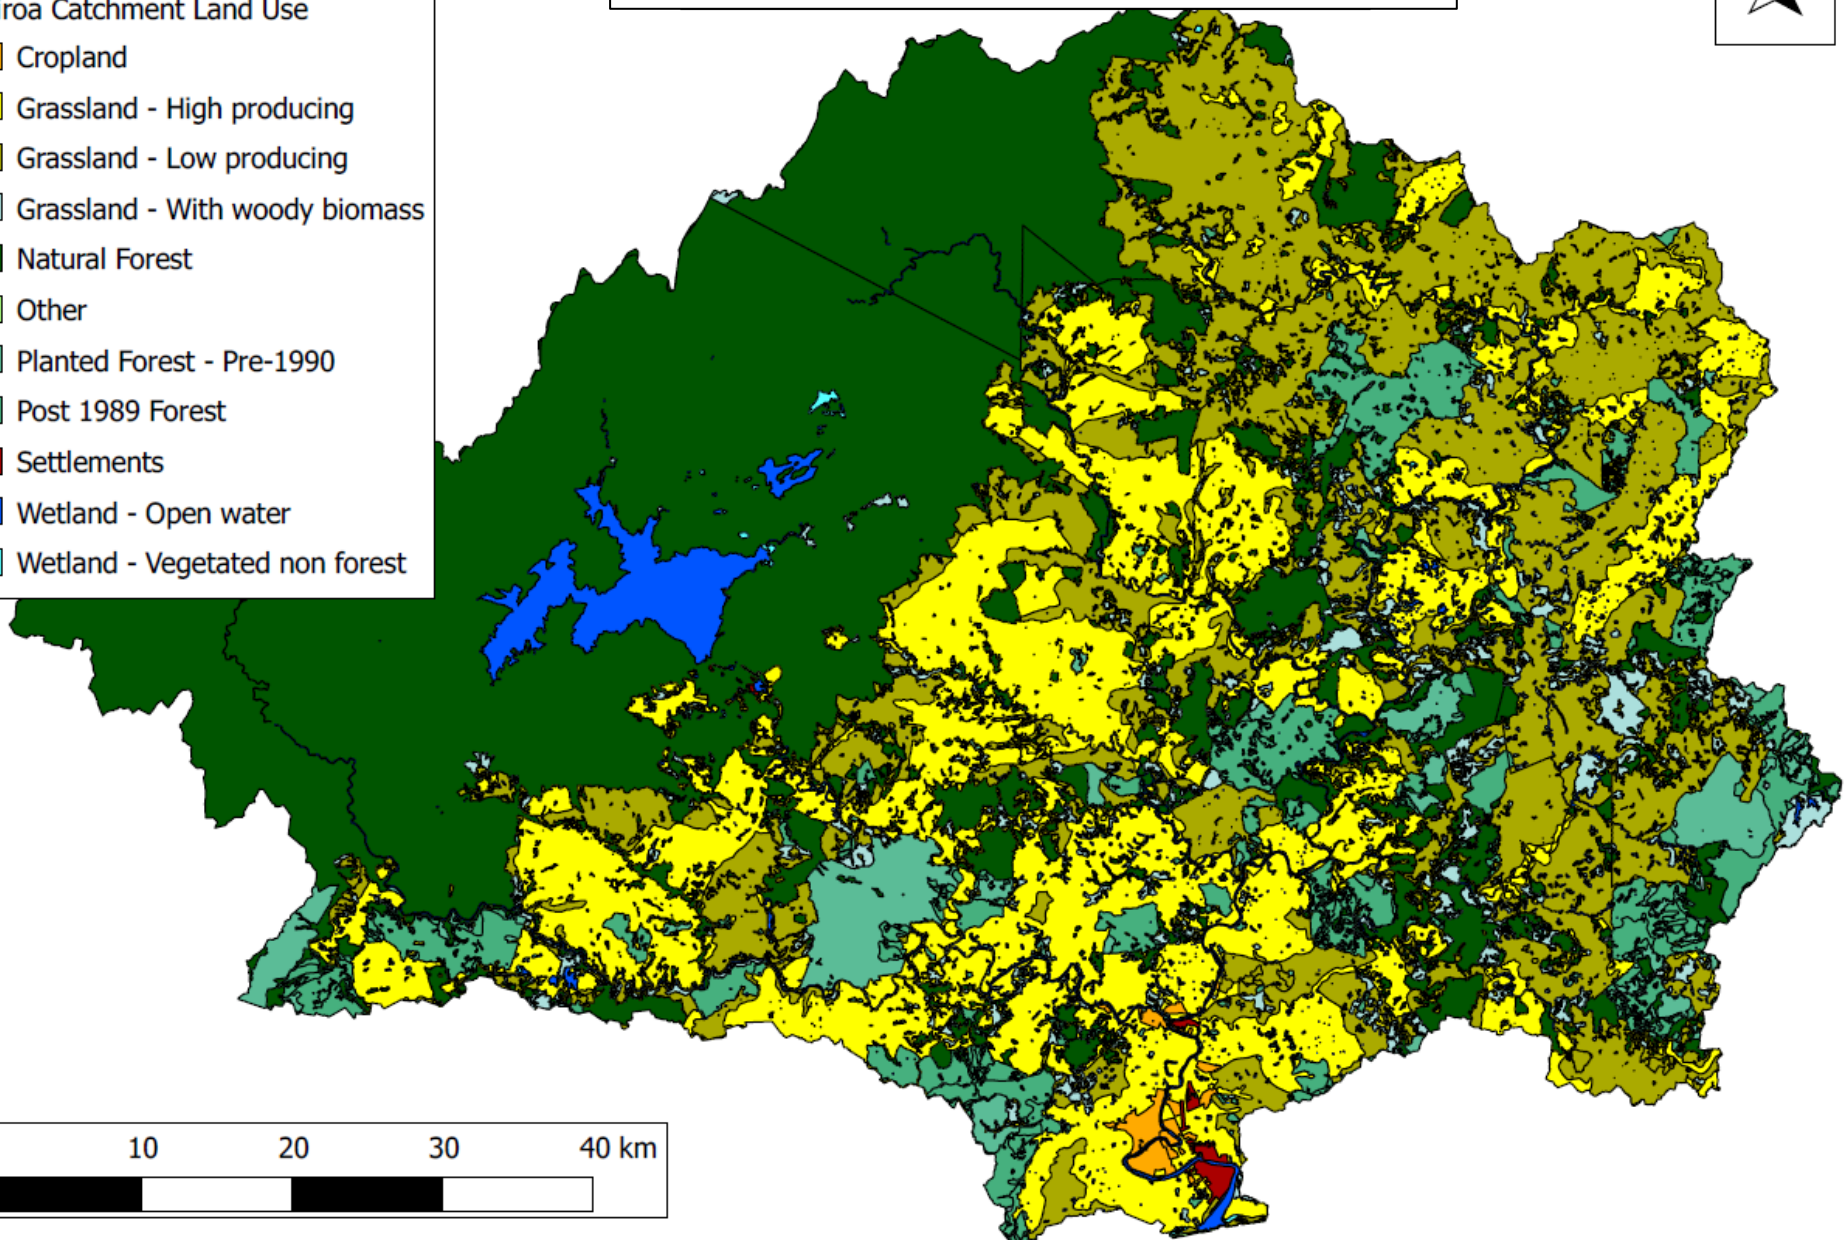 roa Catchment Land Use
Cropland
Grassland - High producing
Grassland - Low producing
Grassland - With woody biomass
Natural Forest
Other
Planted Forest - Pre-1990
Post 1989 Forest
Settlements
Wetland - Open water
Wetland - Vegetated non forest
10 20 30 40 km